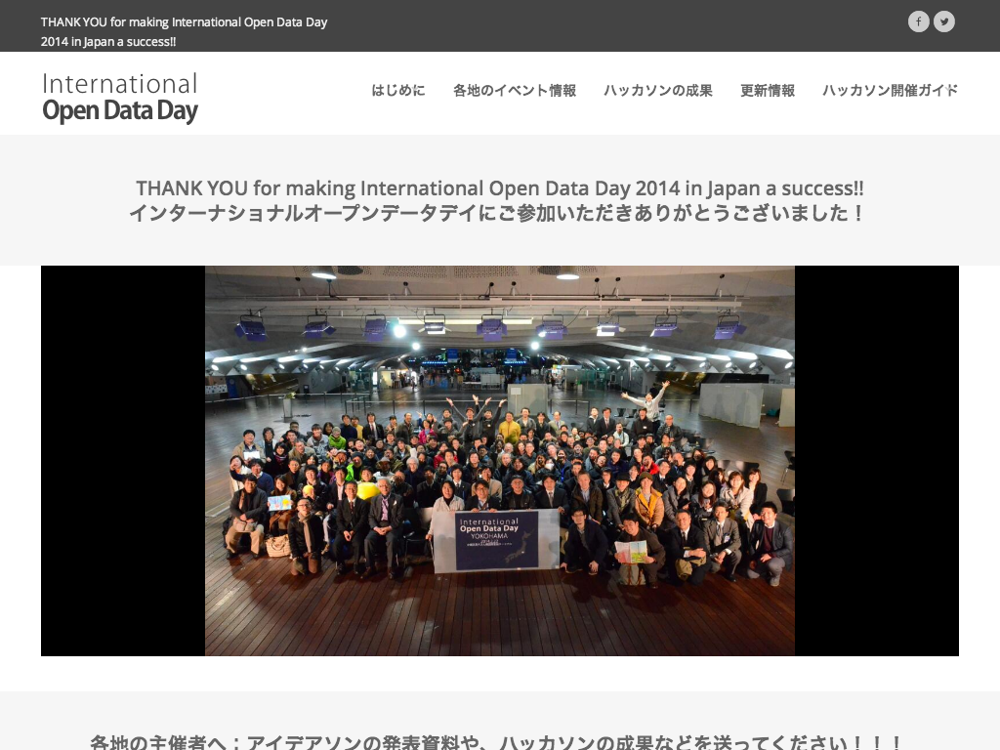 THANK YOU for making International Open Data Day
2014 in Japan a success!!
International
Open Data Day
はじめに
各地のイベント情報
ハッカソンの成果
更新情報
ハッカソン開催ガイド
THANK YOU for making International Open Data Day 2014 in Japan a success!!
インターナショナルオープンデータデイにご参加いただきありがとうございました！
International
Open Data Day
YOKOHAMA
各地の主催者へ：アイデアソンの発表資料や、ハッカソンの成果などを送ってください！！！